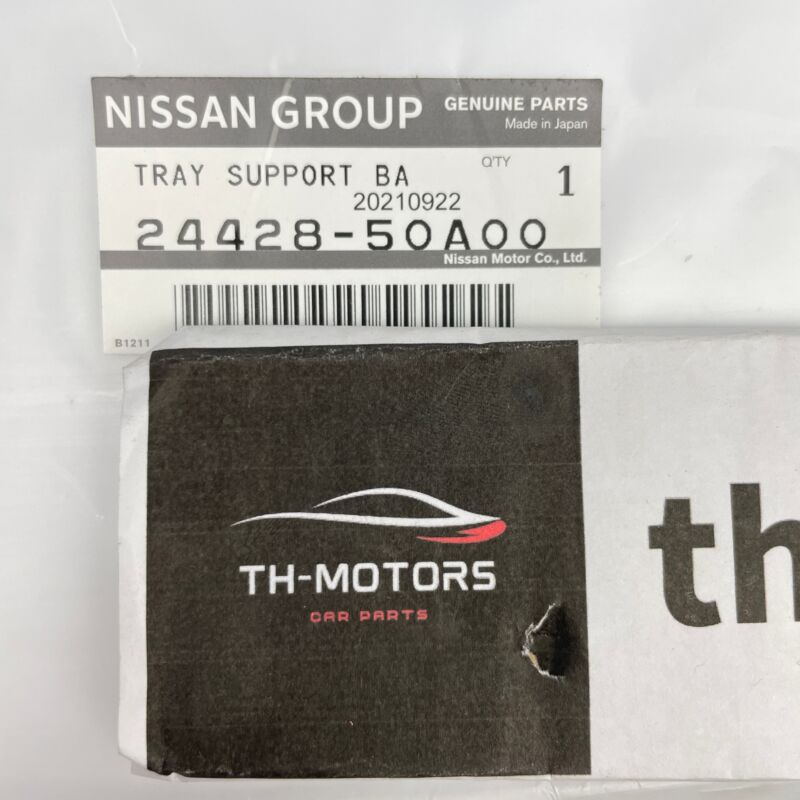 NISSAN GROUP
GENUINE PARTS
Made in Japan
TRAY SUPPORT BA
Q'TY
1
20210922
24428-50A00
Nissan Motor Co., Ltd.
B1211
TH-MOTORS
CAR PARTS
th